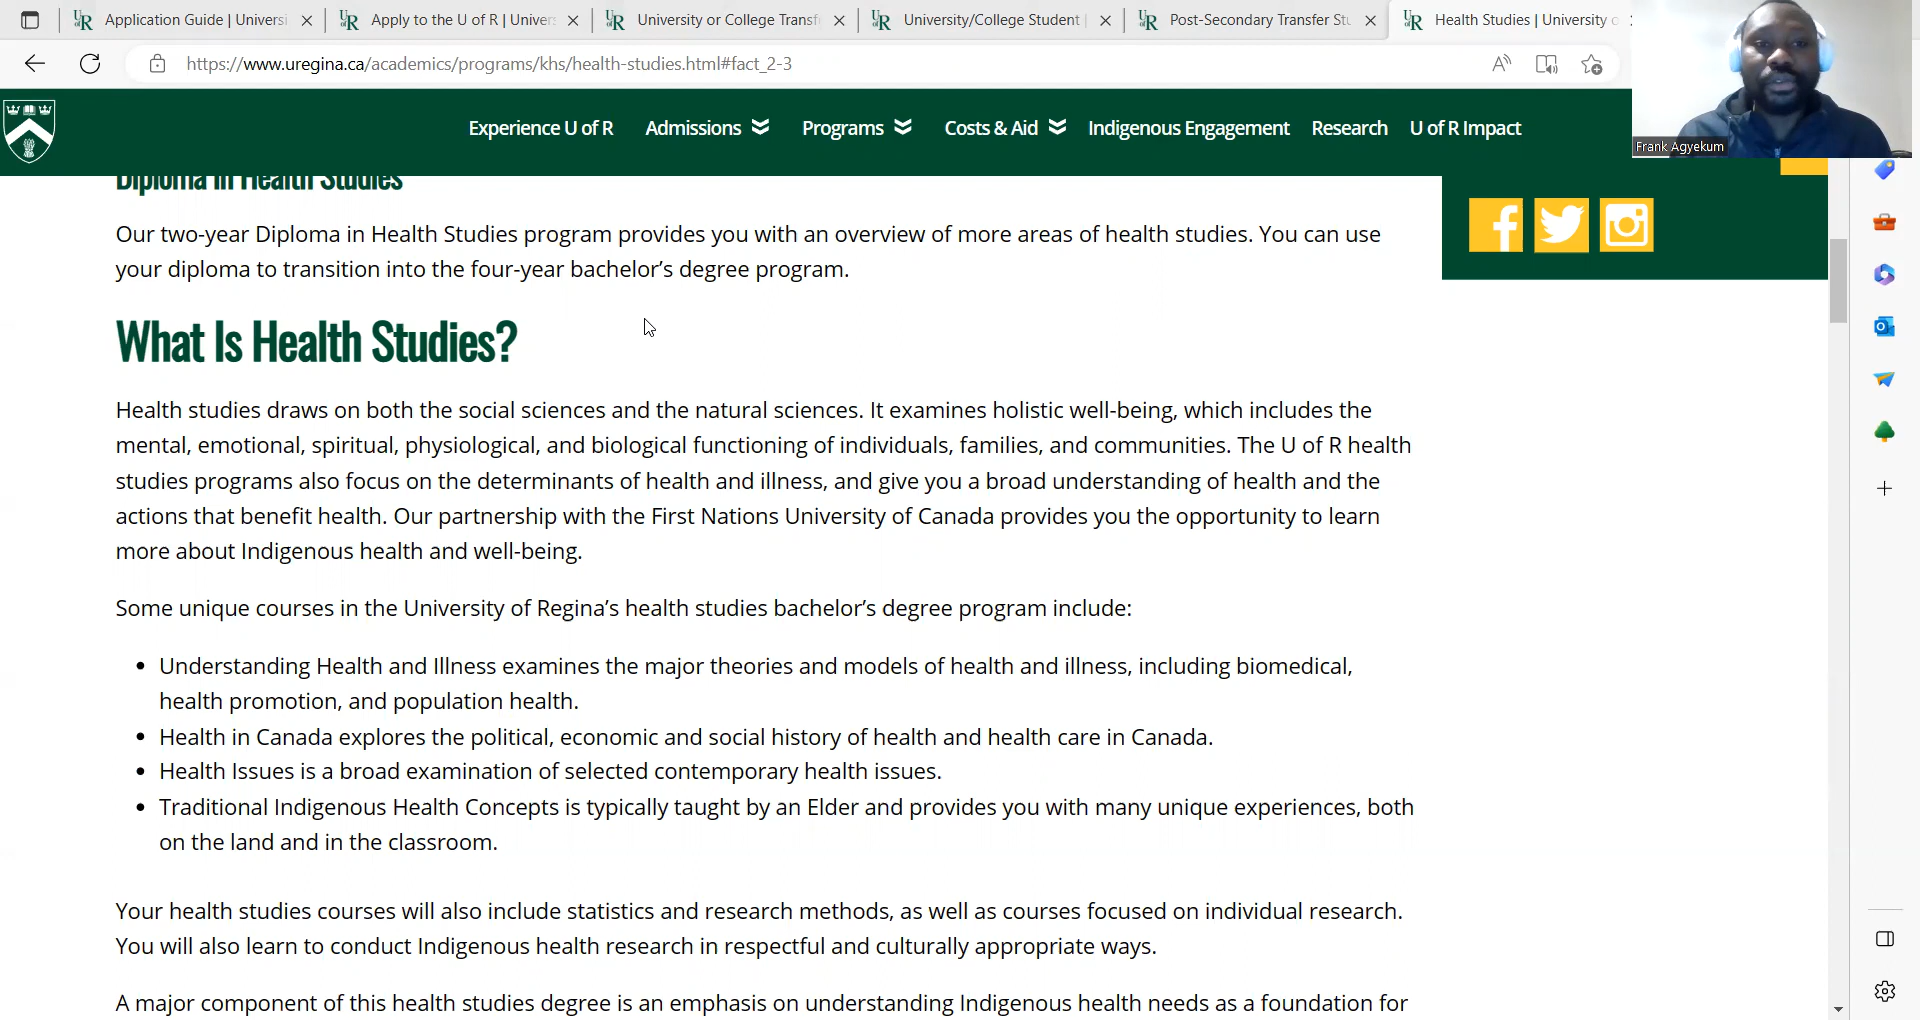 Application Guide | Universi
Apply to the U of R | Univer
University or College Transf
University/College Student |
Post-Secondary Transfer Stu
Health Studies | University o
https://www.uregina.ca/academics/programs/khs/health-studies.html#fact_2-3
Experience U of R
Admissions
Programs
Costs & Aid
Indigenous Engagement
Research
U of R Impact
Frank Agyekum
Diploma in Health Studies
Our two-year Diploma in Health Studies program provides you with an overview of more areas of health studies. You can use
your diploma to transition into the four-year bachelor’s degree program.
What Is Health Studies?
Health studies draws on both the social sciences and the natural sciences. It examines holistic well-being, which includes the
mental, emotional, spiritual, physiological, and biological functioning of individuals, families, and communities. The U of R health
studies programs also focus on the determinants of health and illness, and give you a broad understanding of health and the
actions that benefit health. Our partnership with the First Nations University of Canada provides you the opportunity to learn
more about Indigenous health and well-being.
Some unique courses in the University of Regina’s health studies bachelor’s degree program include:
• Understanding Health and Illness examines the major theories and models of health and illness, including biomedical,
health promotion, and population health.
• Health in Canada explores the political, economic and social history of health and health care in Canada.
• Health Issues is a broad examination of selected contemporary health issues.
• Traditional Indigenous Health Concepts is typically taught by an Elder and provides you with many unique experiences, both
on the land and in the classroom.
Your health studies courses will also include statistics and research methods, as well as courses focused on individual research.
You will also learn to conduct Indigenous health research in respectful and culturally appropriate ways.
A major component of this health studies degree is an emphasis on understanding Indigenous health needs as a foundation for